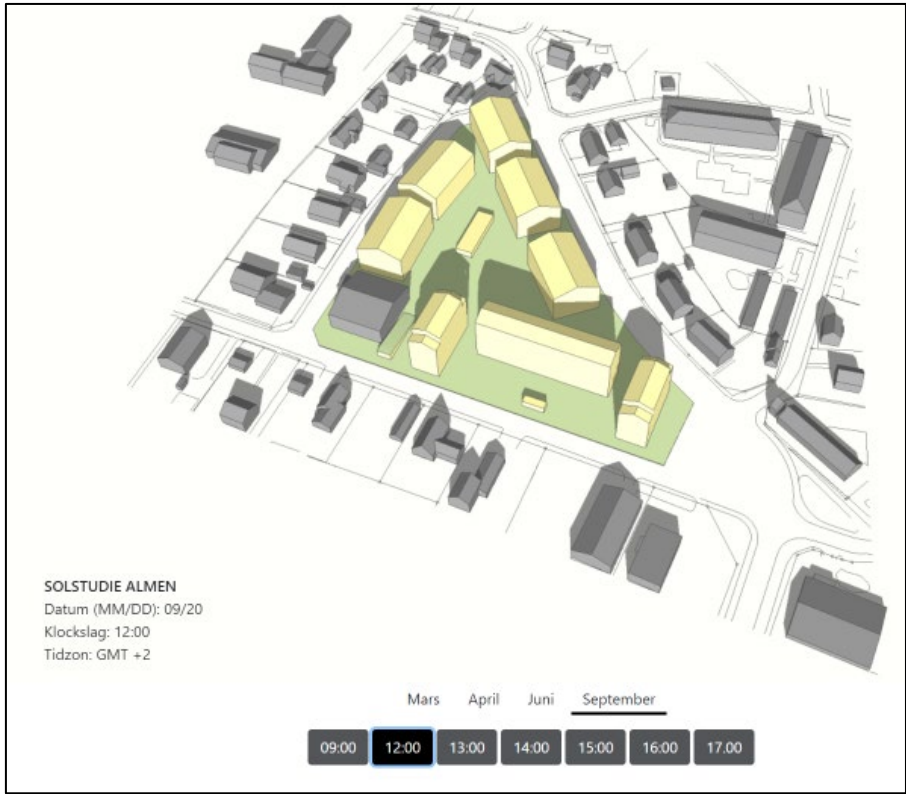 SOLSTUDIE ALMEN
Datum (MM/DD): 09/20
Klockslag: 12:00
Tidzon: GMT +2
Mars April Juni September
09:00 12:00 13:00 14:00 15:00 16:00 17.00